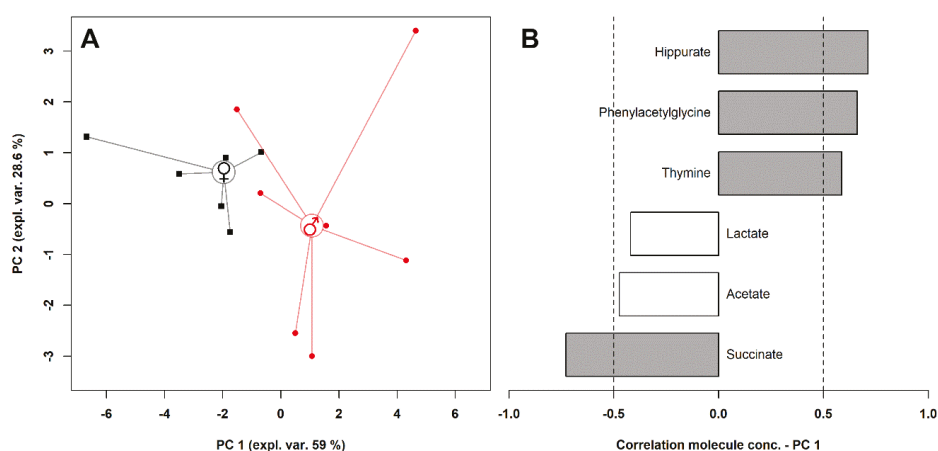 A
3
2
1
0
-1
-2
-3
PC 2 (expl. var. 28.6 %)
♀
♂
-6
-4
-2
0
2
4
6
PC 1 (expl. var. 59 %)
B
Hippurate
Phenylacetylglycine
Thymine
Lactate
Acetate
Succinate
-1.0
-0.5
0.0
0.5
1.0
Correlation molecule conc. - PC 1